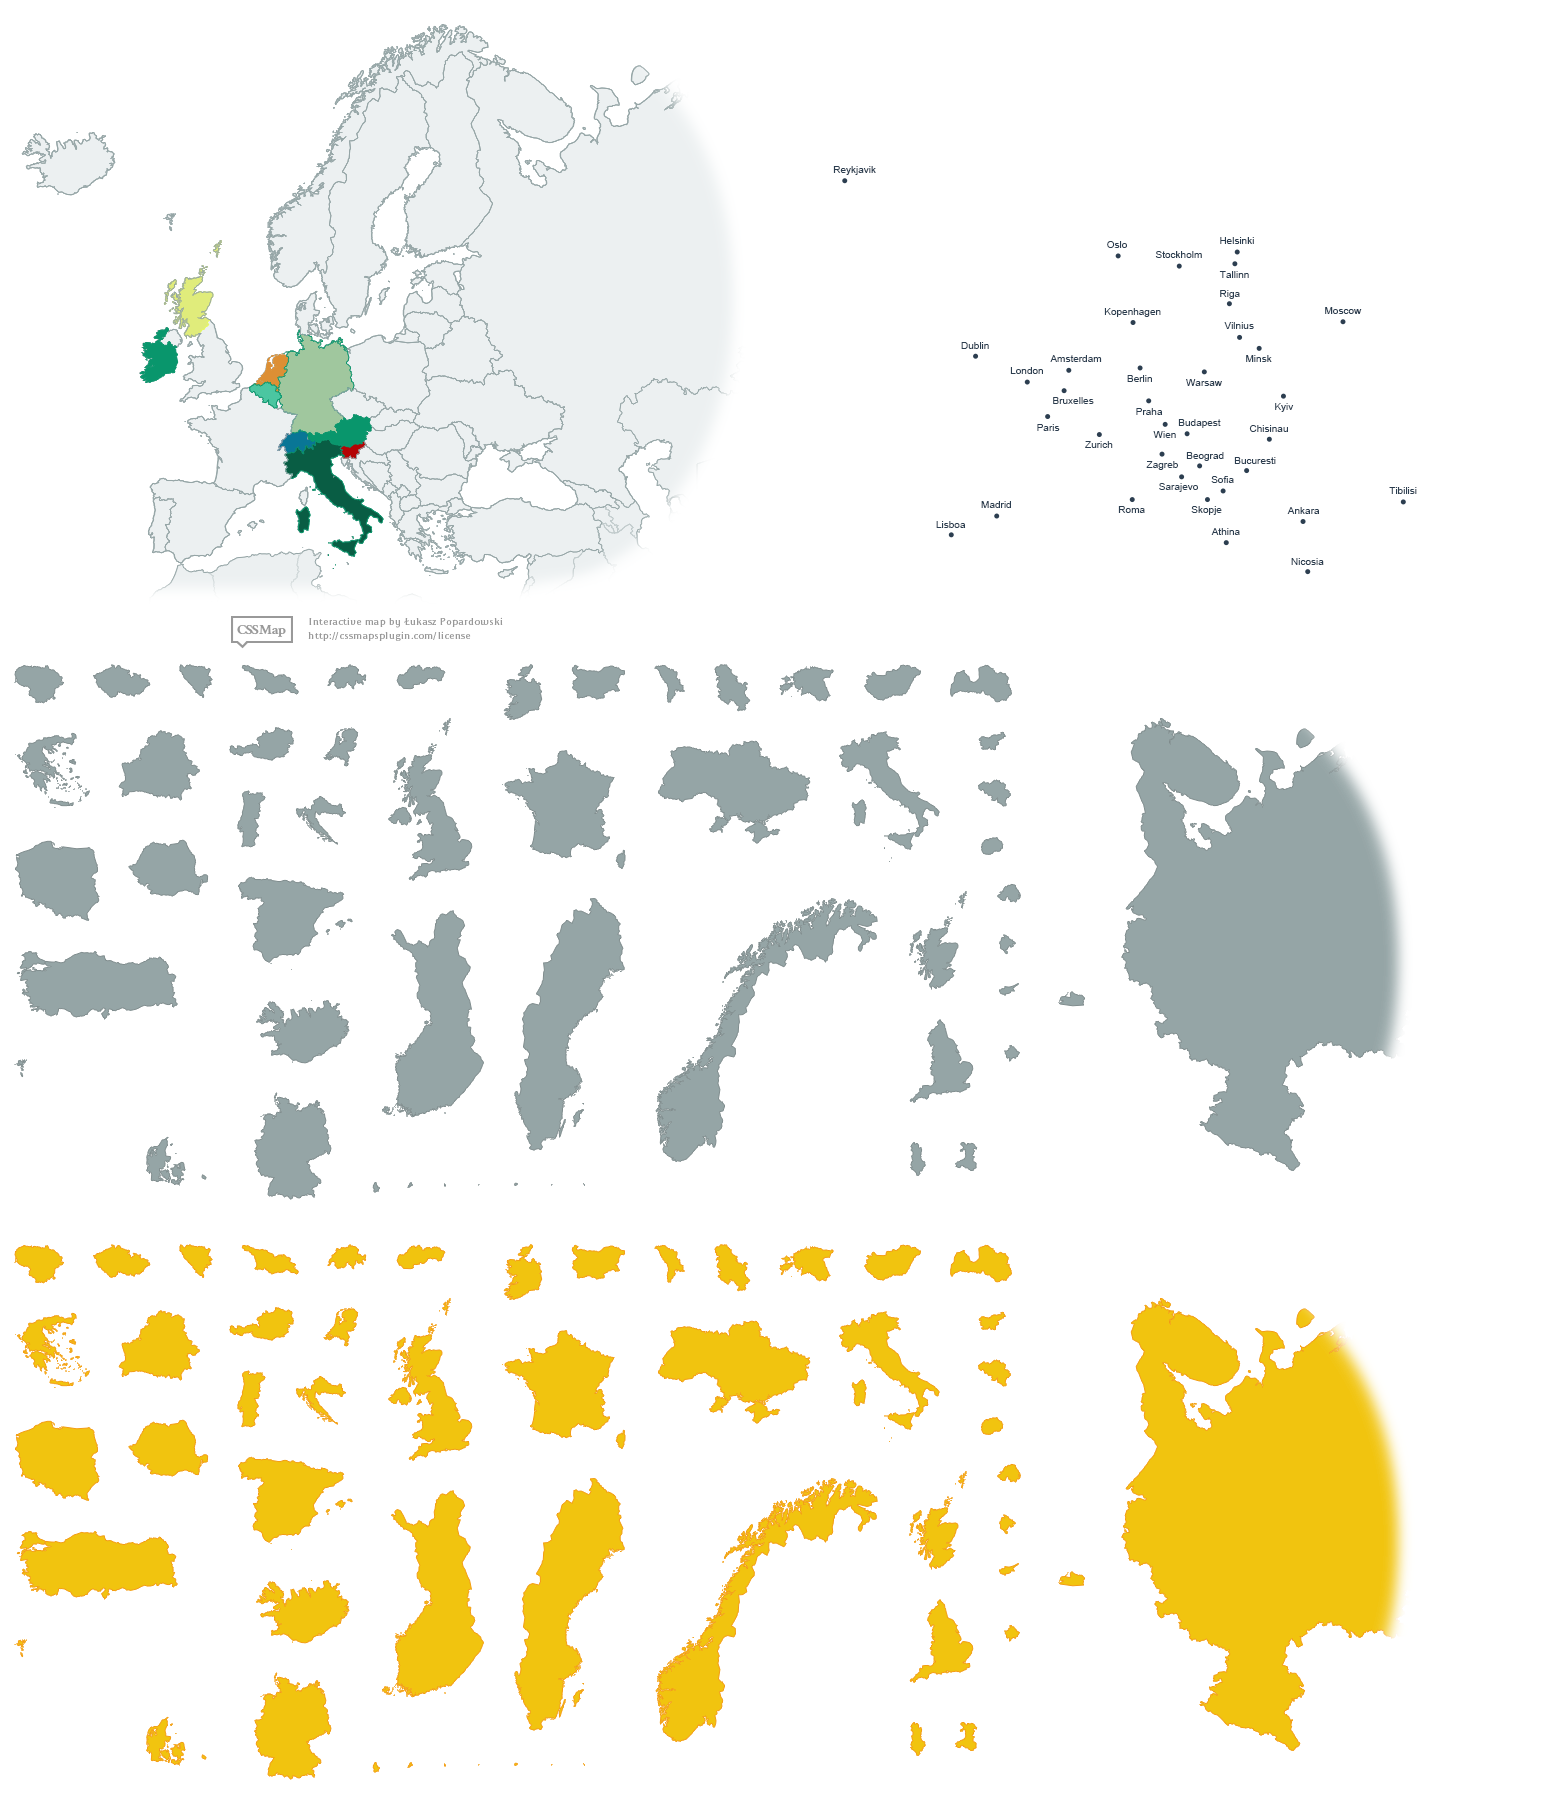 Reykjavik
Oslo
Stockholm
Helsinki
Tallinn
Riga
Kopenhagen
Moscow
Vilnius
Minsk
Dublin
Amsterdam
London
Berlin
Warsaw
Bruxelles
Kyiv
Praha
Paris
Wien
Budapest
Chisinau
Zurich
Zagreb
Beograd
Bucuresti
Sarajevo
Sofia
Tibilisi
Madrid
Roma
Skopje
Ankara
Lisboa
Athina
Nicosia
CSSMap
Interactive map by Łukasz Popardowski
http://cssmapsplugin.com/license